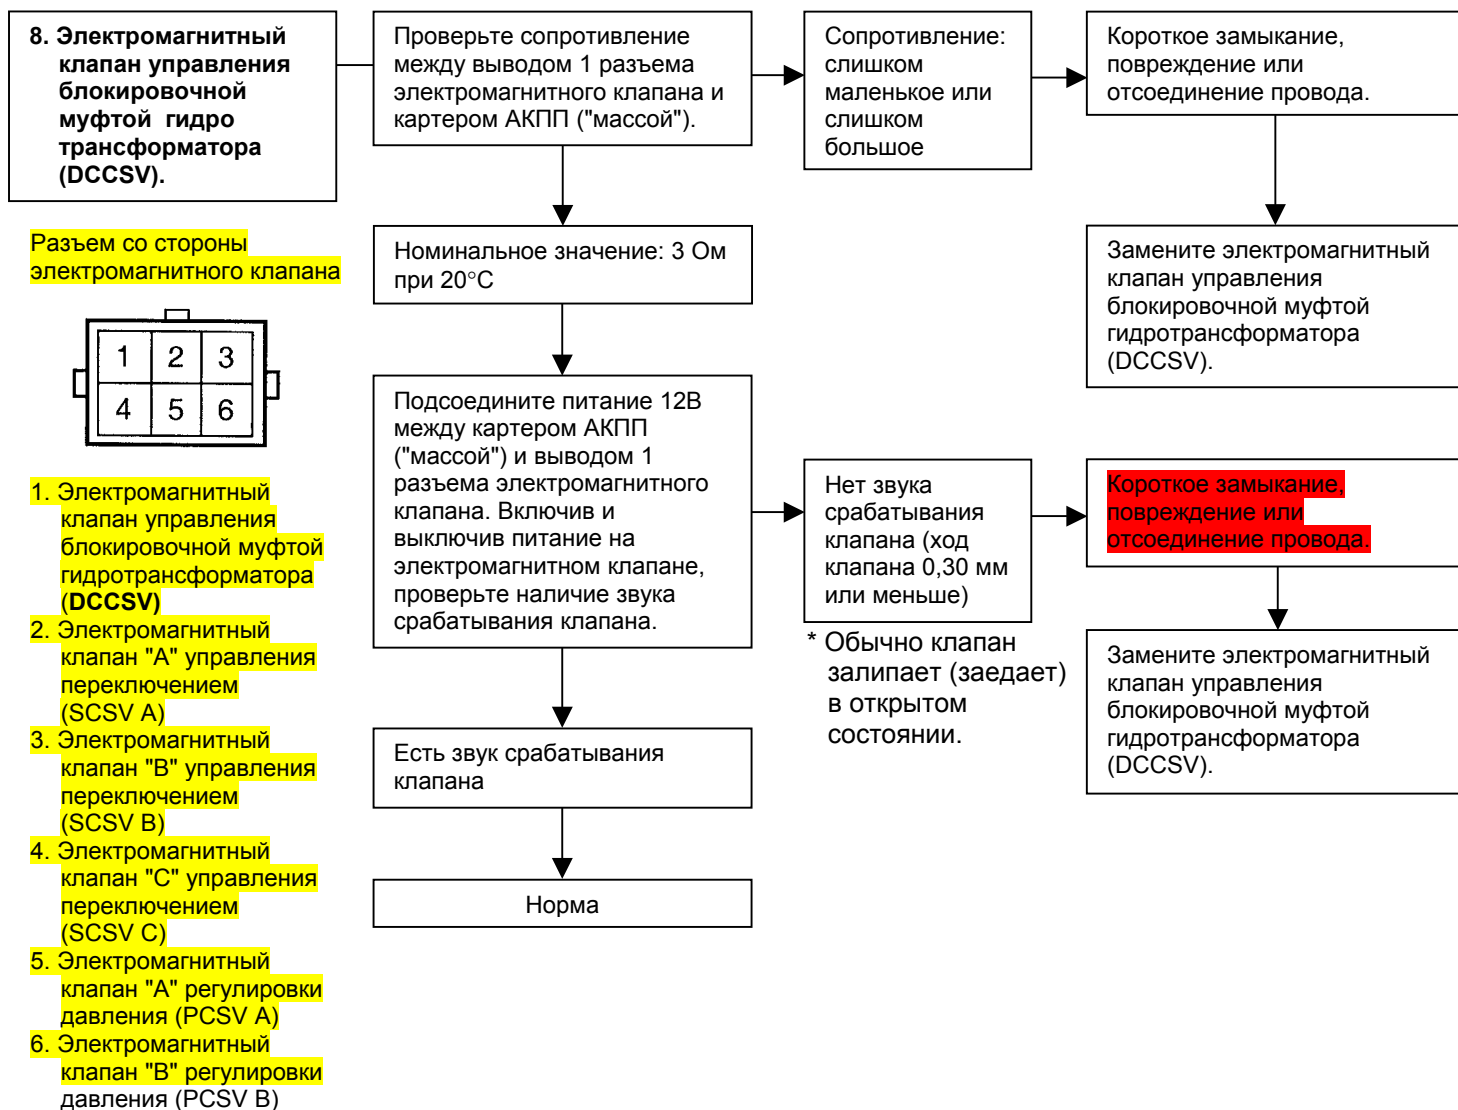 8. Электромагнитный
клапан управления
блокировочной
муфтой гидро
трансформатора
(DCCSV).
Проверьте сопротивление
между выводом 1 разъема
электромагнитного клапана и
картером АКПП ("массой").
Сопротивление:
слишком
маленькое или
слишком
большое
Короткое замыкание,
повреждение или
отсоединение провода.
Замените электромагнитный
клапан управления
блокировочной муфтой
гидротрансформатора
(DCCSV).
Номинальное значение: 3 Ом
при 20°C
Разъем со стороны
электромагнитного клапана
1 2 3
4 5 6
1. Электромагнитный
клапан управления
блокировочной муфтой
гидротрансформатора
(DCCSV)
2. Электромагнитный
клапан "А" управления
переключением
(SCSV A)
3. Электромагнитный
клапан "В" управления
переключением
(SCSV B)
4. Электромагнитный
клапан "С" управления
переключением
(SCSV C)
5. Электромагнитный
клапан "А" регулировки
давления (PCSV A)
6. Электромагнитный
клапан "В" регулировки
давления (PCSV B)
Подсоедините питание 12В
между картером АКПП
("массой") и выводом 1
разъема электромагнитного
клапана. Включив и
выключив питание на
электромагнитном клапане,
проверьте наличие звука
срабатывания клапана.
Нет звука
срабатывания
клапана (ход
клапана 0,30 мм
или меньше)
* Обычно клапан
залипает (заедает)
в открытом
состоянии.
Короткое замыкание,
повреждение или
отсоединение провода.
Замените электромагнитный
клапан управления
блокировочной муфтой
гидротрансформатора
(DCCSV).
Есть звук срабатывания
клапана
Норма